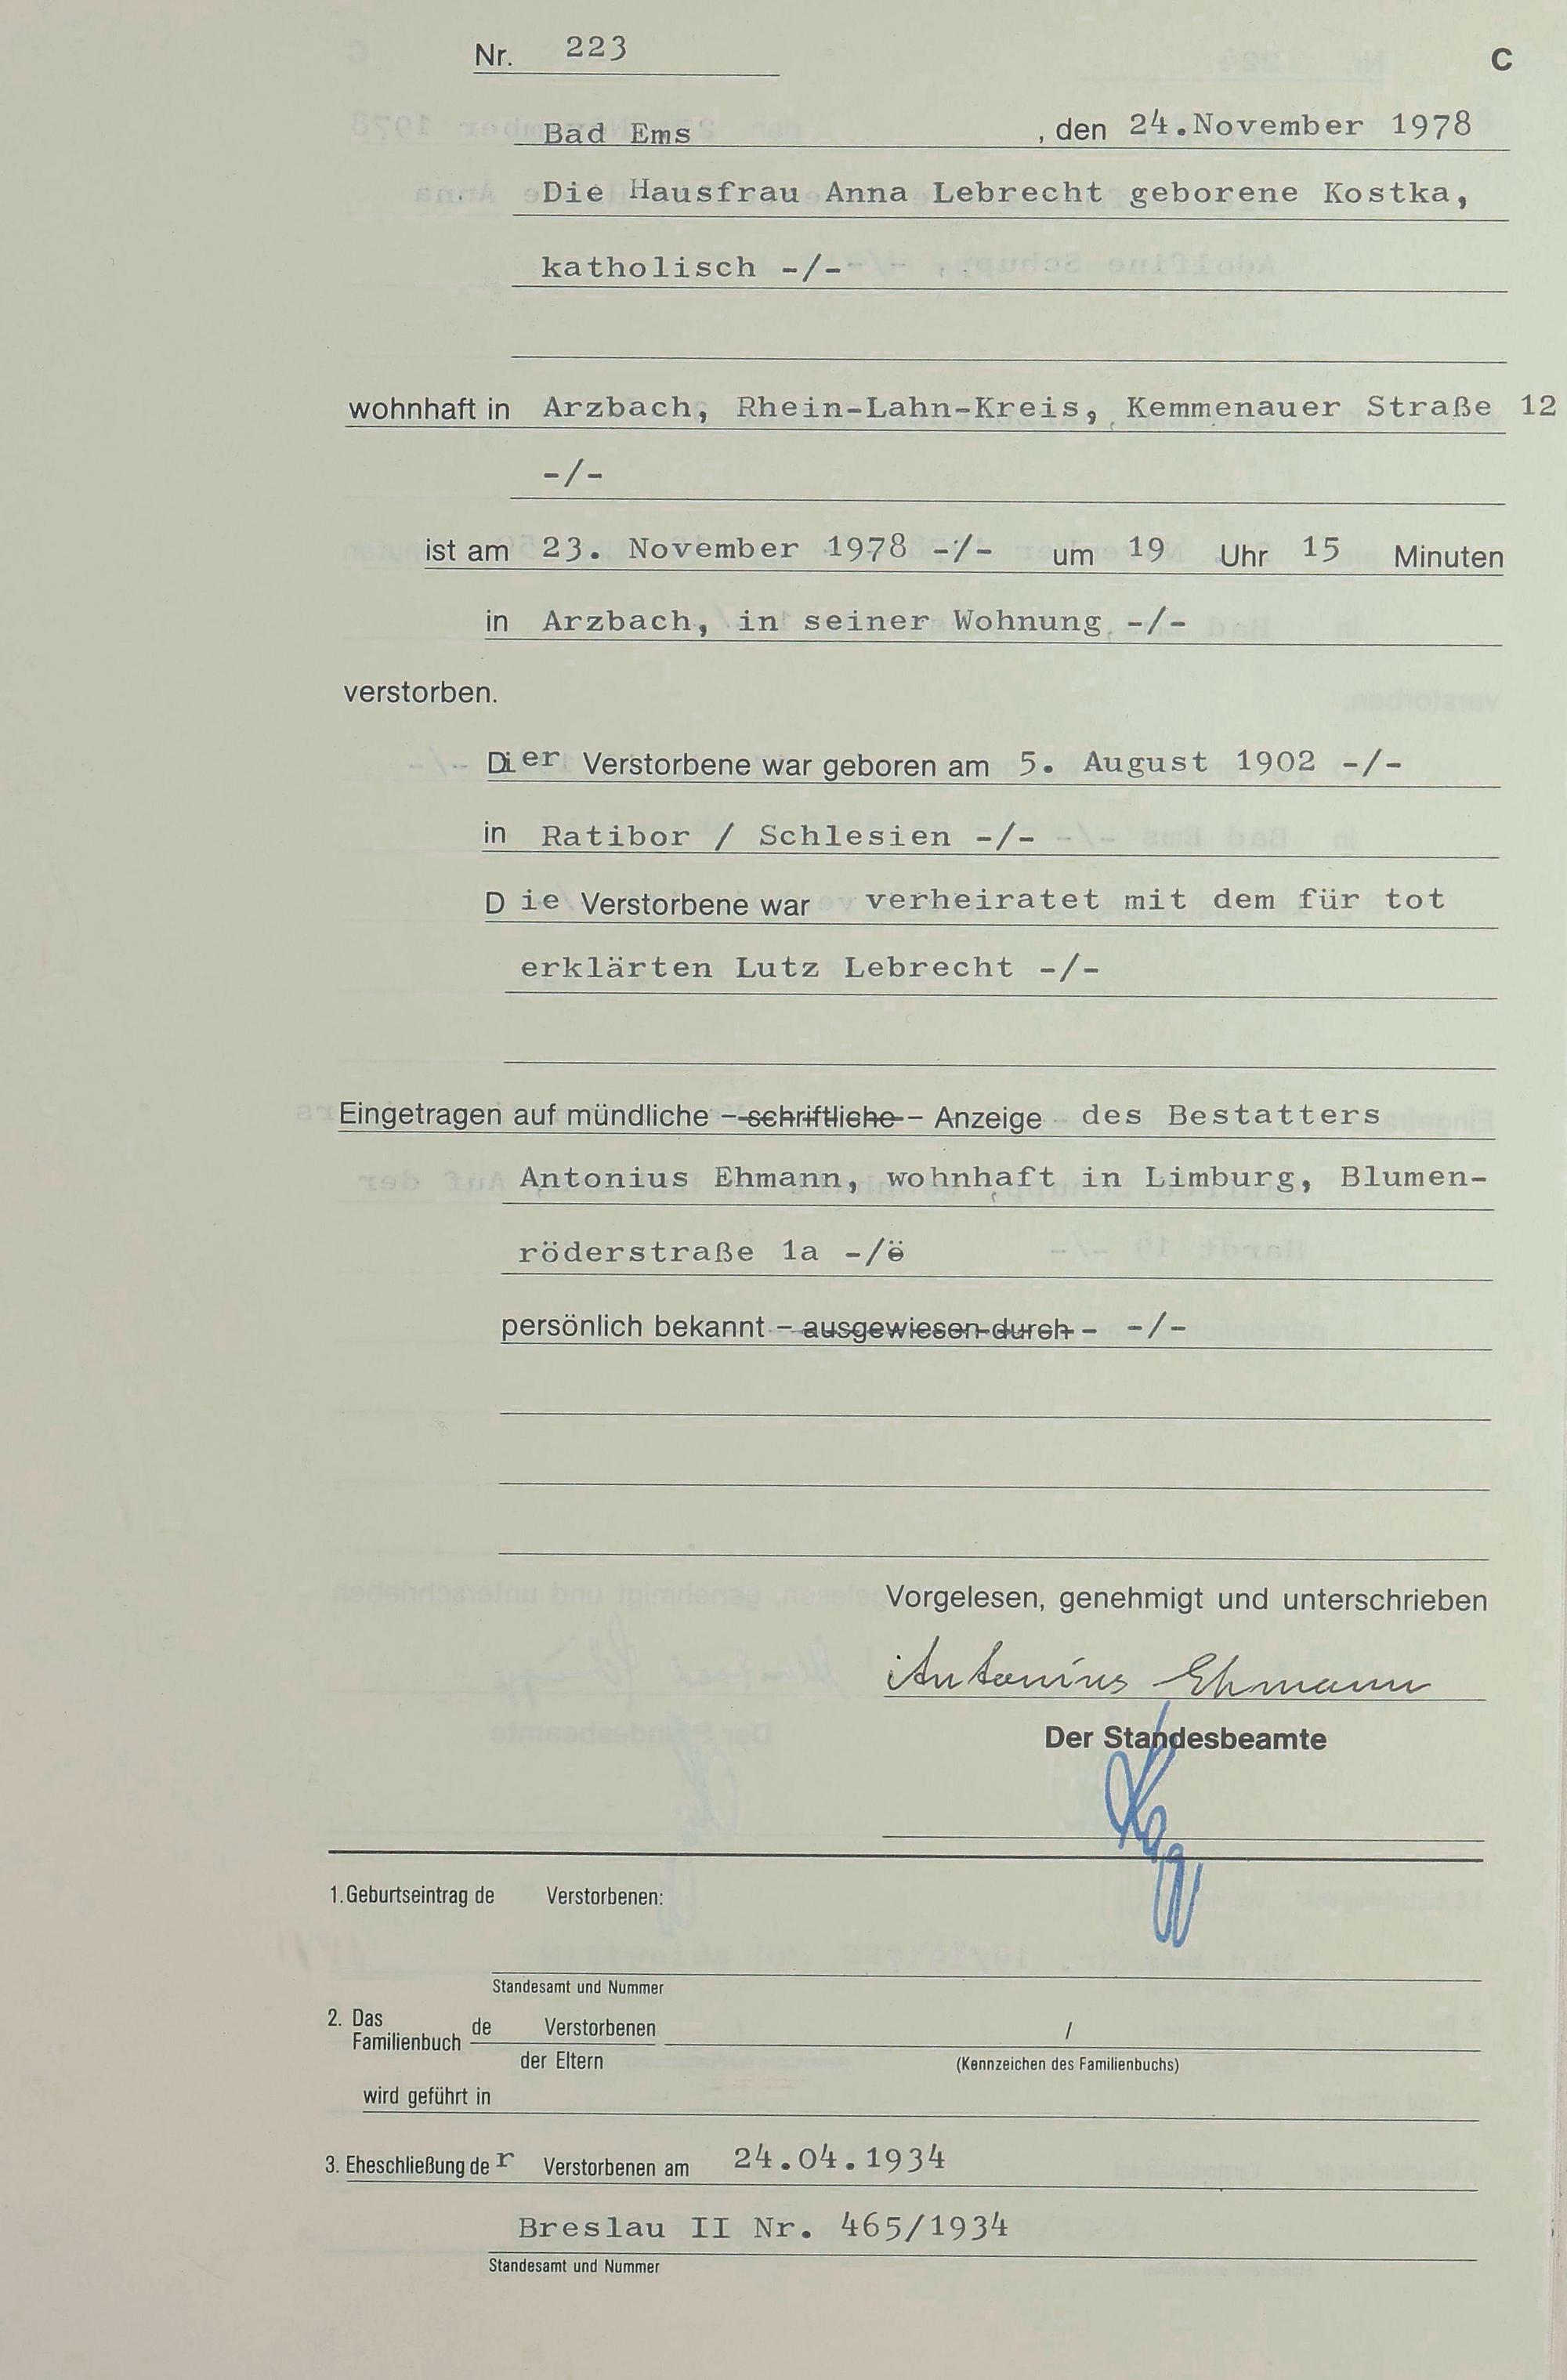 Nr. 223
C
Bad Ems , den 24.November 1978
Die Hausfrau Anna Lebrecht geborene Kostka,
katholisch -/-
wohnhaft in Arzbach, Rhein-Lahn-Kreis, Kemmenauer Straße 12
-/-
ist am 23. November 1978 -/- um 19 Uhr 15 Minuten
in Arzbach, in seiner Wohnung -/-
verstorben.
Dier Verstorbene war geboren am 5. August 1902 -/-
in Ratibor / Schlesien -/-
Die Verstorbene war verheiratet mit dem für tot
erklärten Lutz Lebrecht -/-
Eingetragen auf mündliche - schriftliche - Anzeige des Bestatters
Antonius Ehmann, wohnhaft in Limburg, Blumen-
röderstraße 1a -/ë
persönlich bekannt - ausgewiesen durch - -/-
Vorgelesen, genehmigt und unterschrieben
Antonius Ehmann
Der Standesbeamte
1. Geburtseintrag de Verstorbenen:
Standesamt und Nummer
2. Das Familienbuch de Verstorbenen /
der Eltern (Kennzeichen des Familienbuchs)
wird geführt in
3. Eheschließung der Verstorbenen am 24.04.1934
Breslau II Nr. 465/1934
Standesamt und Nummer